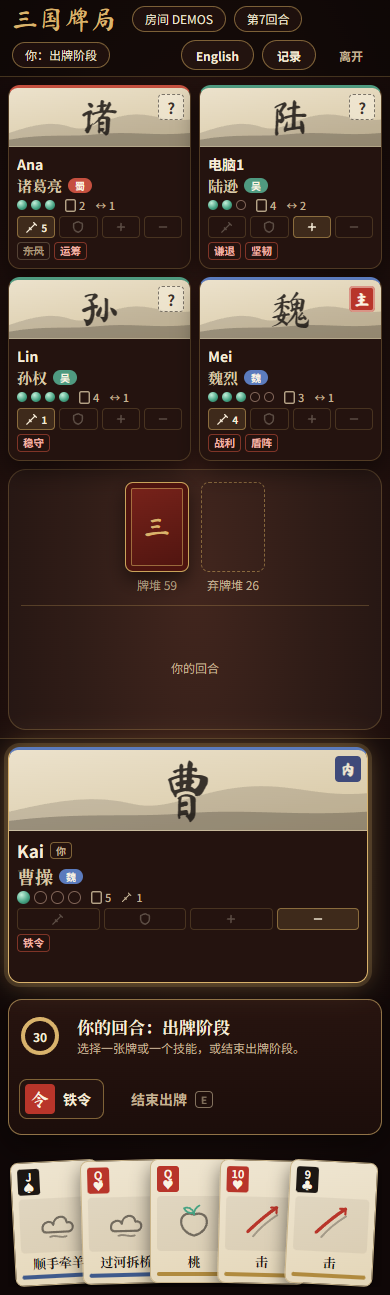 三国牌局 房间 DEMOS 第7回合
你：出牌阶段 English 记录 离开
诸 ?
Ana
诸葛亮 蜀
2 ↔1
5
东风 运筹
陆 ?
电脑1
陆逊 吴
4 ↔2
+ −
谦退 坚韧
孙 ?
Lin
孙权 吴
4 ↔1
1 + −
稳守
魏 主
Mei
魏烈 魏
3 ↔1
4 + −
战利 盾阵
三
牌堆 59 弃牌堆 26
你的回合
曹 内
Kai 你
曹操 魏
5 1
+ −
铁令
30 你的回合：出牌阶段
选择一张牌或一个技能，或结束出牌阶段。
令 铁令 结束出牌 E
J♠ Q♥ Q♥ 10♥ 9♣
顺手牵羊 过河拆桥 桃 击 击